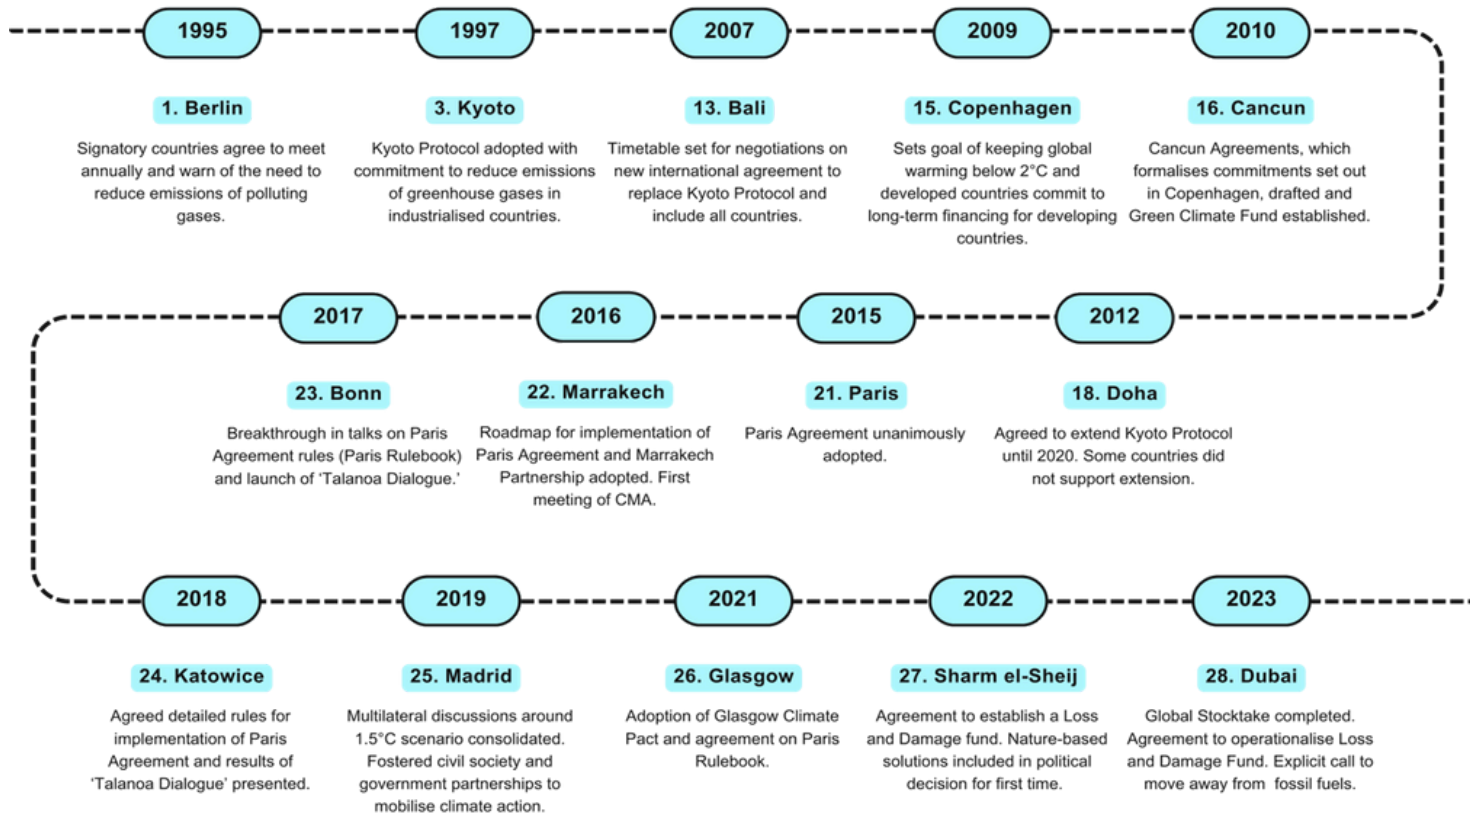 1995
1997
2007
2009
2010
1. Berlin
Signatory countries agree to meet
annually and warn of the need to
reduce emissions of polluting
gases.
3. Kyoto
Kyoto Protocol adopted with
commitment to reduce emissions
of greenhouse gases in
industrialised countries.
13. Bali
Timetable set for negotiations on
new international agreement to
replace Kyoto Protocol and
include all countries.
15. Copenhagen
Sets goal of keeping global
warming below 2°C and
developed countries commit to
long-term financing for developing
countries.
16. Cancun
Cancun Agreements, which
formalises commitments set out
in Copenhagen, drafted and
Green Climate Fund established.
2017
2016
2015
2012
23. Bonn
Breakthrough in talks on Paris
Agreement rules (Paris Rulebook)
and launch of ‘Talanoa Dialogue.’
22. Marrakech
Roadmap for implementation of
Paris Agreement and Marrakech
Partnership adopted. First
meeting of CMA.
21. Paris
Paris Agreement unanimously
adopted.
18. Doha
Agreed to extend Kyoto Protocol
until 2020. Some countries did
not support extension.
2018
2019
2021
2022
2023
24. Katowice
Agreed detailed rules for
implementation of Paris
Agreement and results of
‘Talanoa Dialogue’ presented.
25. Madrid
Multilateral discussions around
1.5°C scenario consolidated.
Fostered civil society and
government partnerships to
mobilise climate action.
26. Glasgow
Adoption of Glasgow Climate
Pact and agreement on Paris
Rulebook.
27. Sharm el-Sheij
Agreement to establish a Loss
and Damage fund. Nature-based
solutions included in political
decision for first time.
28. Dubai
Global Stocktake completed.
Agreement to operationalise Loss
and Damage Fund. Explicit call to
move away from fossil fuels.